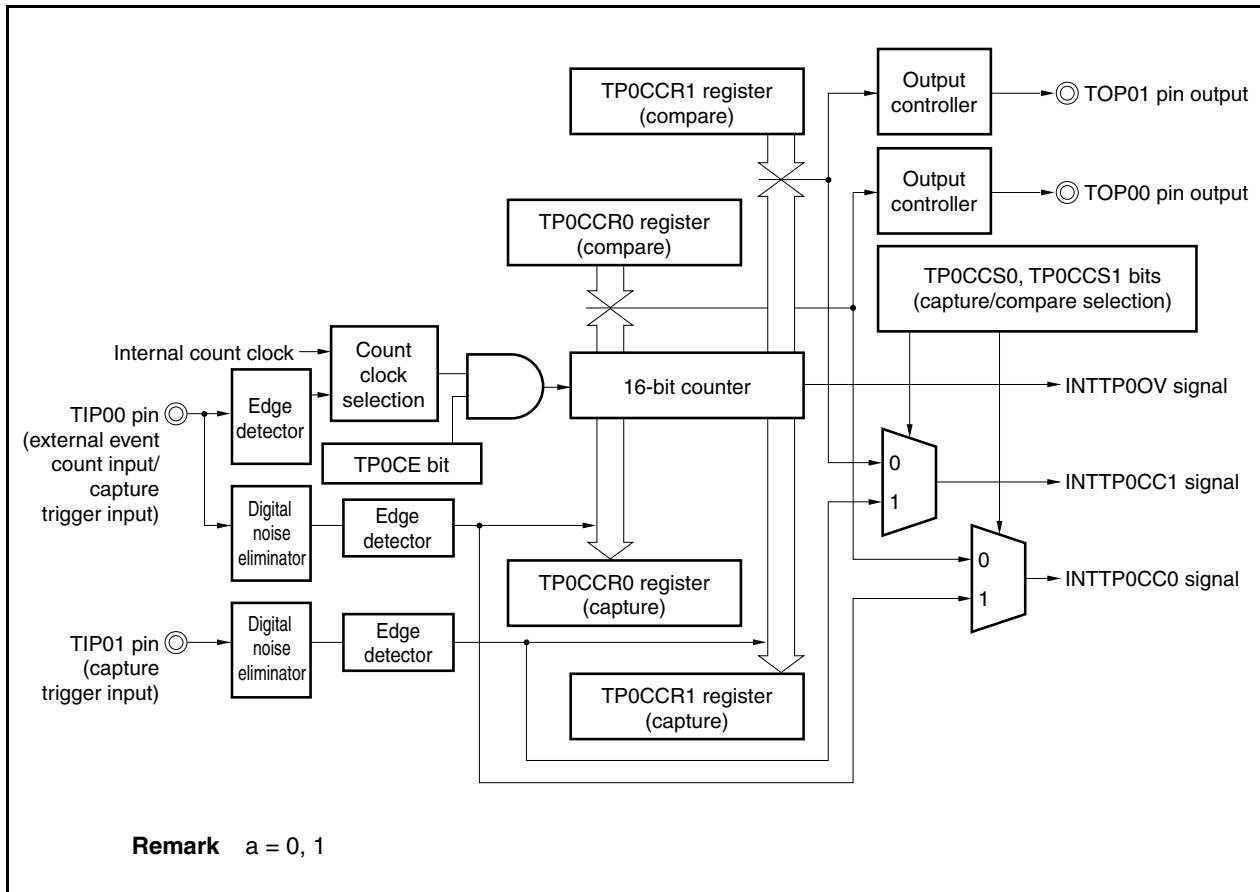 TP0CCR1 register
(compare)
Output
controller
TOP01 pin output
Output
controller
TOP00 pin output
TP0CCR0 register
(compare)
TP0CCS0, TP0CCS1 bits
(capture/compare selection)
Internal count clock
Count
clock
selection
16-bit counter
INTTP0OV signal
TIP00 pin
(external event
count input/
capture
trigger input)
Edge
detector
TP0CE bit
0
1
INTTP0CC1 signal
Digital
noise
eliminator
Edge
detector
TP0CCR0 register
(capture)
0
1
INTTP0CC0 signal
TIP01 pin
(capture
trigger input)
Digital
noise
eliminator
Edge
detector
TP0CCR1 register
(capture)
Remark a = 0, 1